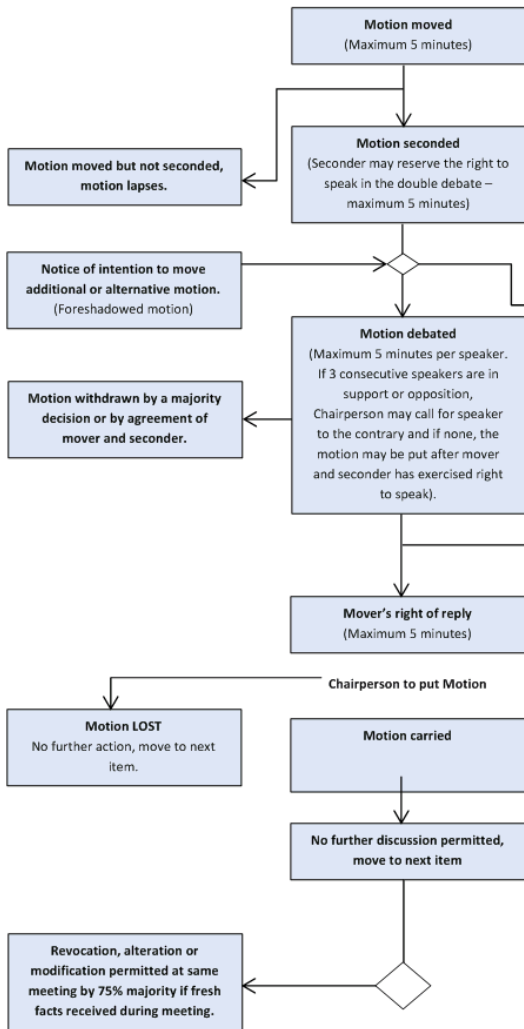 Motion moved
(Maximum 5 minutes)
Motion seconded
(Seconder may reserve the right to
speak in the double debate –
maximum 5 minutes)
Motion moved but not seconded,
motion lapses.
Notice of intention to move
additional or alternative motion.
(Foreshadowed motion)
Motion debated
(Maximum 5 minutes per speaker.
If 3 consecutive speakers are in
support or opposition,
Chairperson may call for speaker
to the contrary and if none, the
motion may be put after mover
and seconder has exercised right
to speak).
Motion withdrawn by a majority
decision or by agreement of
mover and seconder.
Mover's right of reply
(Maximum 5 minutes)
Chairperson to put Motion
Motion LOST
No further action, move to next
item.
Motion carried
No further discussion permitted,
move to next item
Revocation, alteration or
modification permitted at same
meeting by 75% majority if fresh
facts received during meeting.